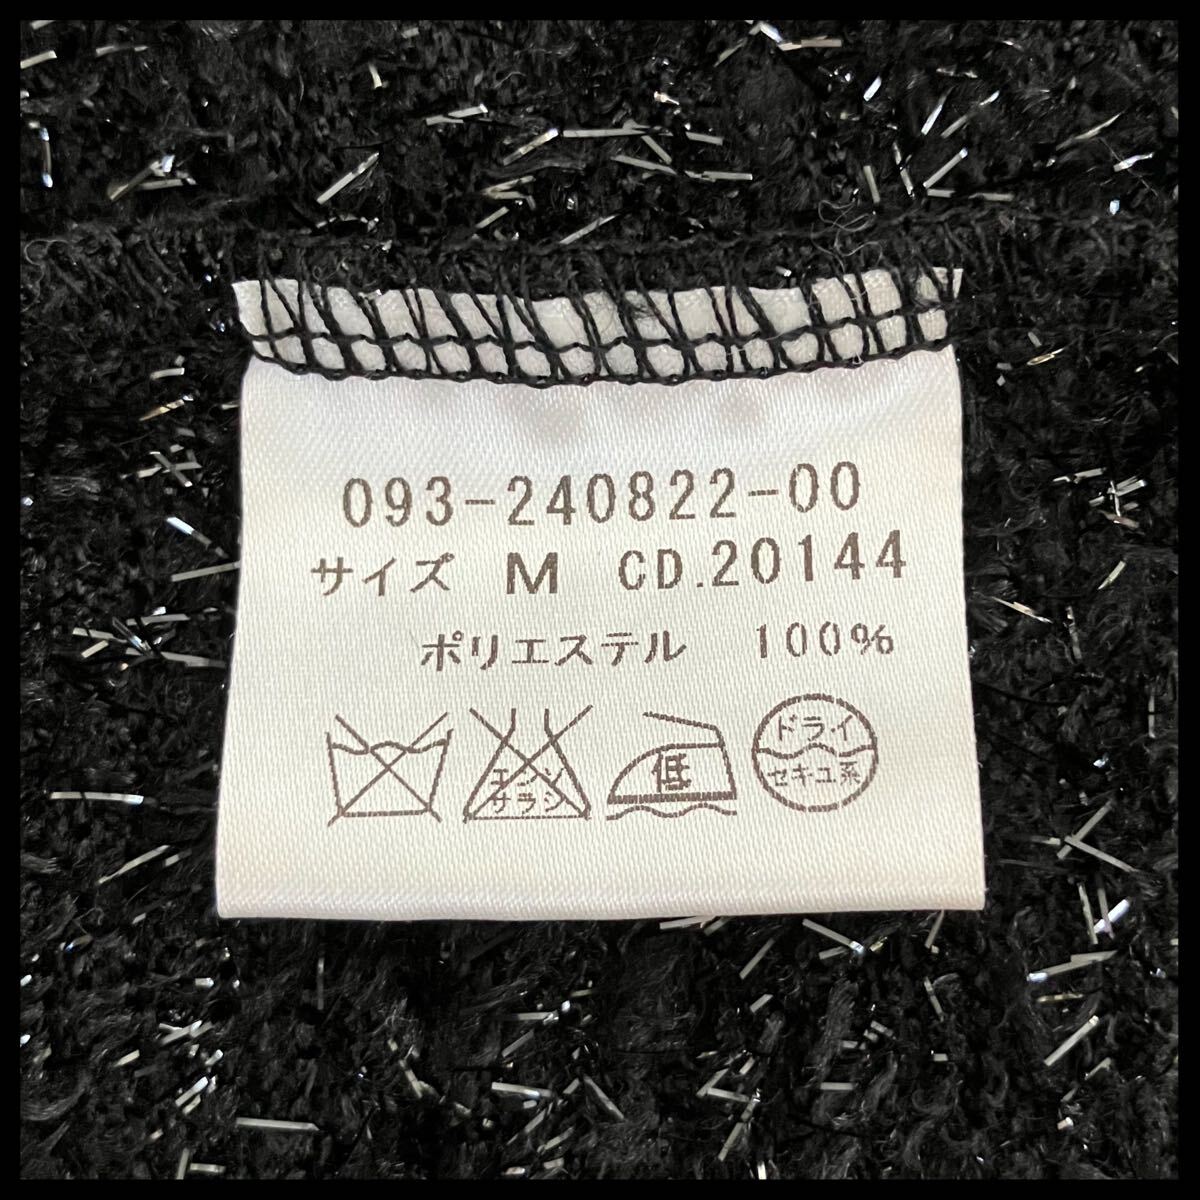 093-240822-00
サイズ M CD.20144
ポリエステル 100%
エンソ
サラシ
低
ドライ
セキユ系